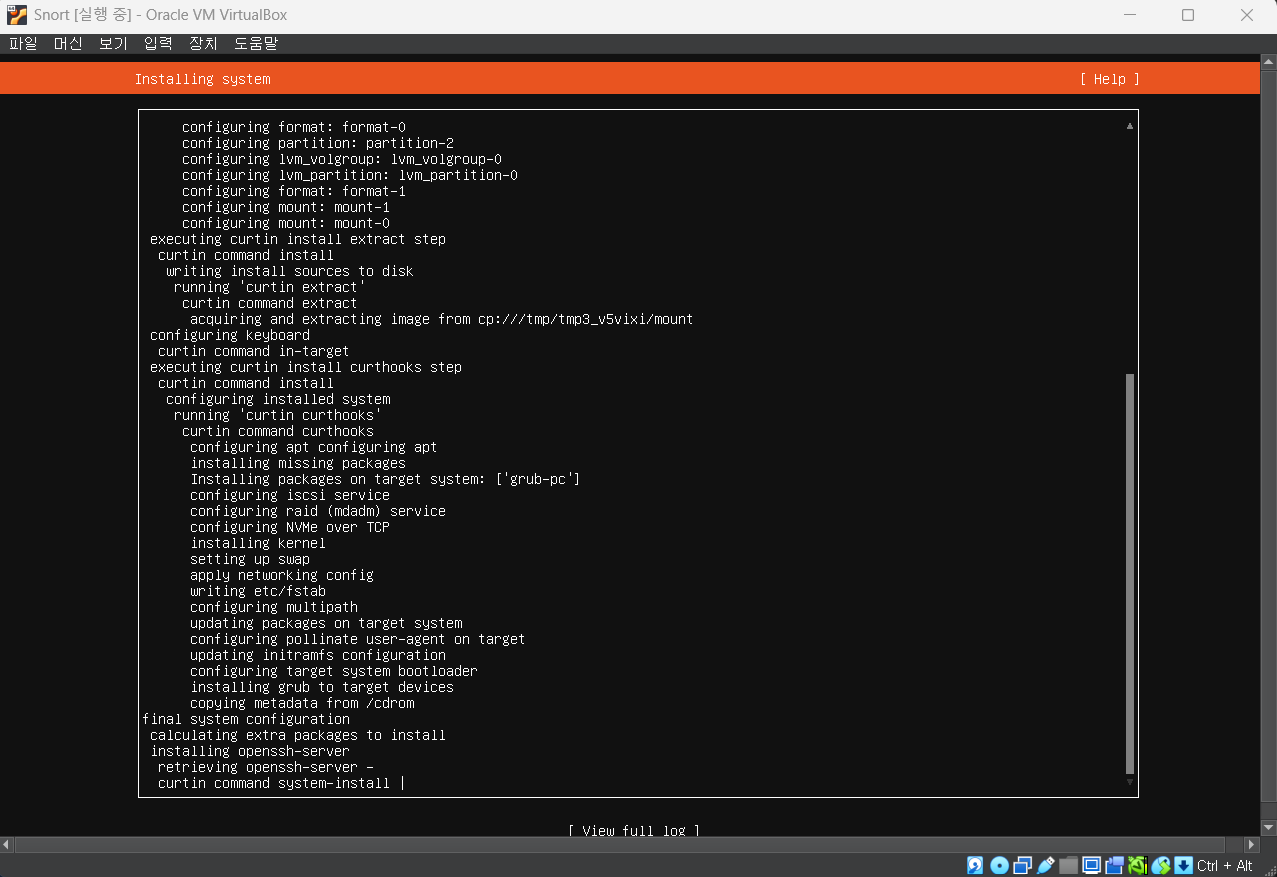 Snort [실행 중] - Oracle VM VirtualBox
파일 머신 보기 입력 장치 도움말
Installing system [ Help ]
configuring format: format-0
configuring partition: partition-2
configuring lvm_volgroup: lvm_volgroup-0
configuring lvm_partition: lvm_partition-0
configuring format: format-1
configuring mount: mount-1
configuring mount: mount-0
executing curtin install extract step
curtin command install
writing install sources to disk
running 'curtin extract'
curtin command extract
acquiring and extracting image from cp:///tmp/tmp3_v5vixi/mount
configuring keyboard
curtin command in-target
executing curtin install curthooks step
curtin command install
configuring installed system
running 'curtin curthooks'
curtin command curthooks
configuring apt configuring apt
installing missing packages
Installing packages on target system: ['grub-pc']
configuring iscsi service
configuring raid (mdadm) service
configuring NVMe over TCP
installing kernel
setting up swap
apply networking config
writing etc/fstab
configuring multipath
updating packages on target system
configuring pollinate user-agent on target
updating initramfs configuration
configuring target system bootloader
installing grub to target devices
copying metadata from /cdrom
final system configuration
calculating extra packages to install
installing openssh-server
retrieving openssh-server -
curtin command system-install |
[ View full log ]
Ctrl + Alt